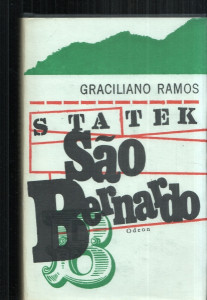 GRACILIANO RAMOS
STATEK
São
Bernardo
Odeon
B